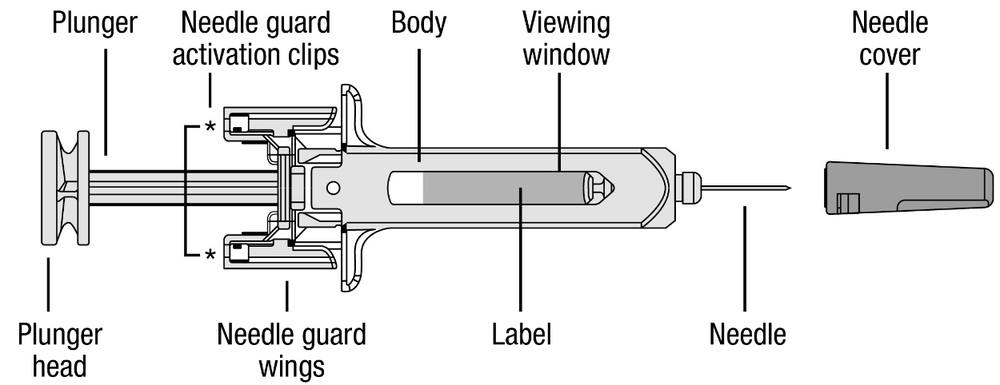 Plunger
Needle guard
activation clips
Body
Viewing
window
Needle
cover
*
*
Plunger
head
Needle guard
wings
Label
Needle